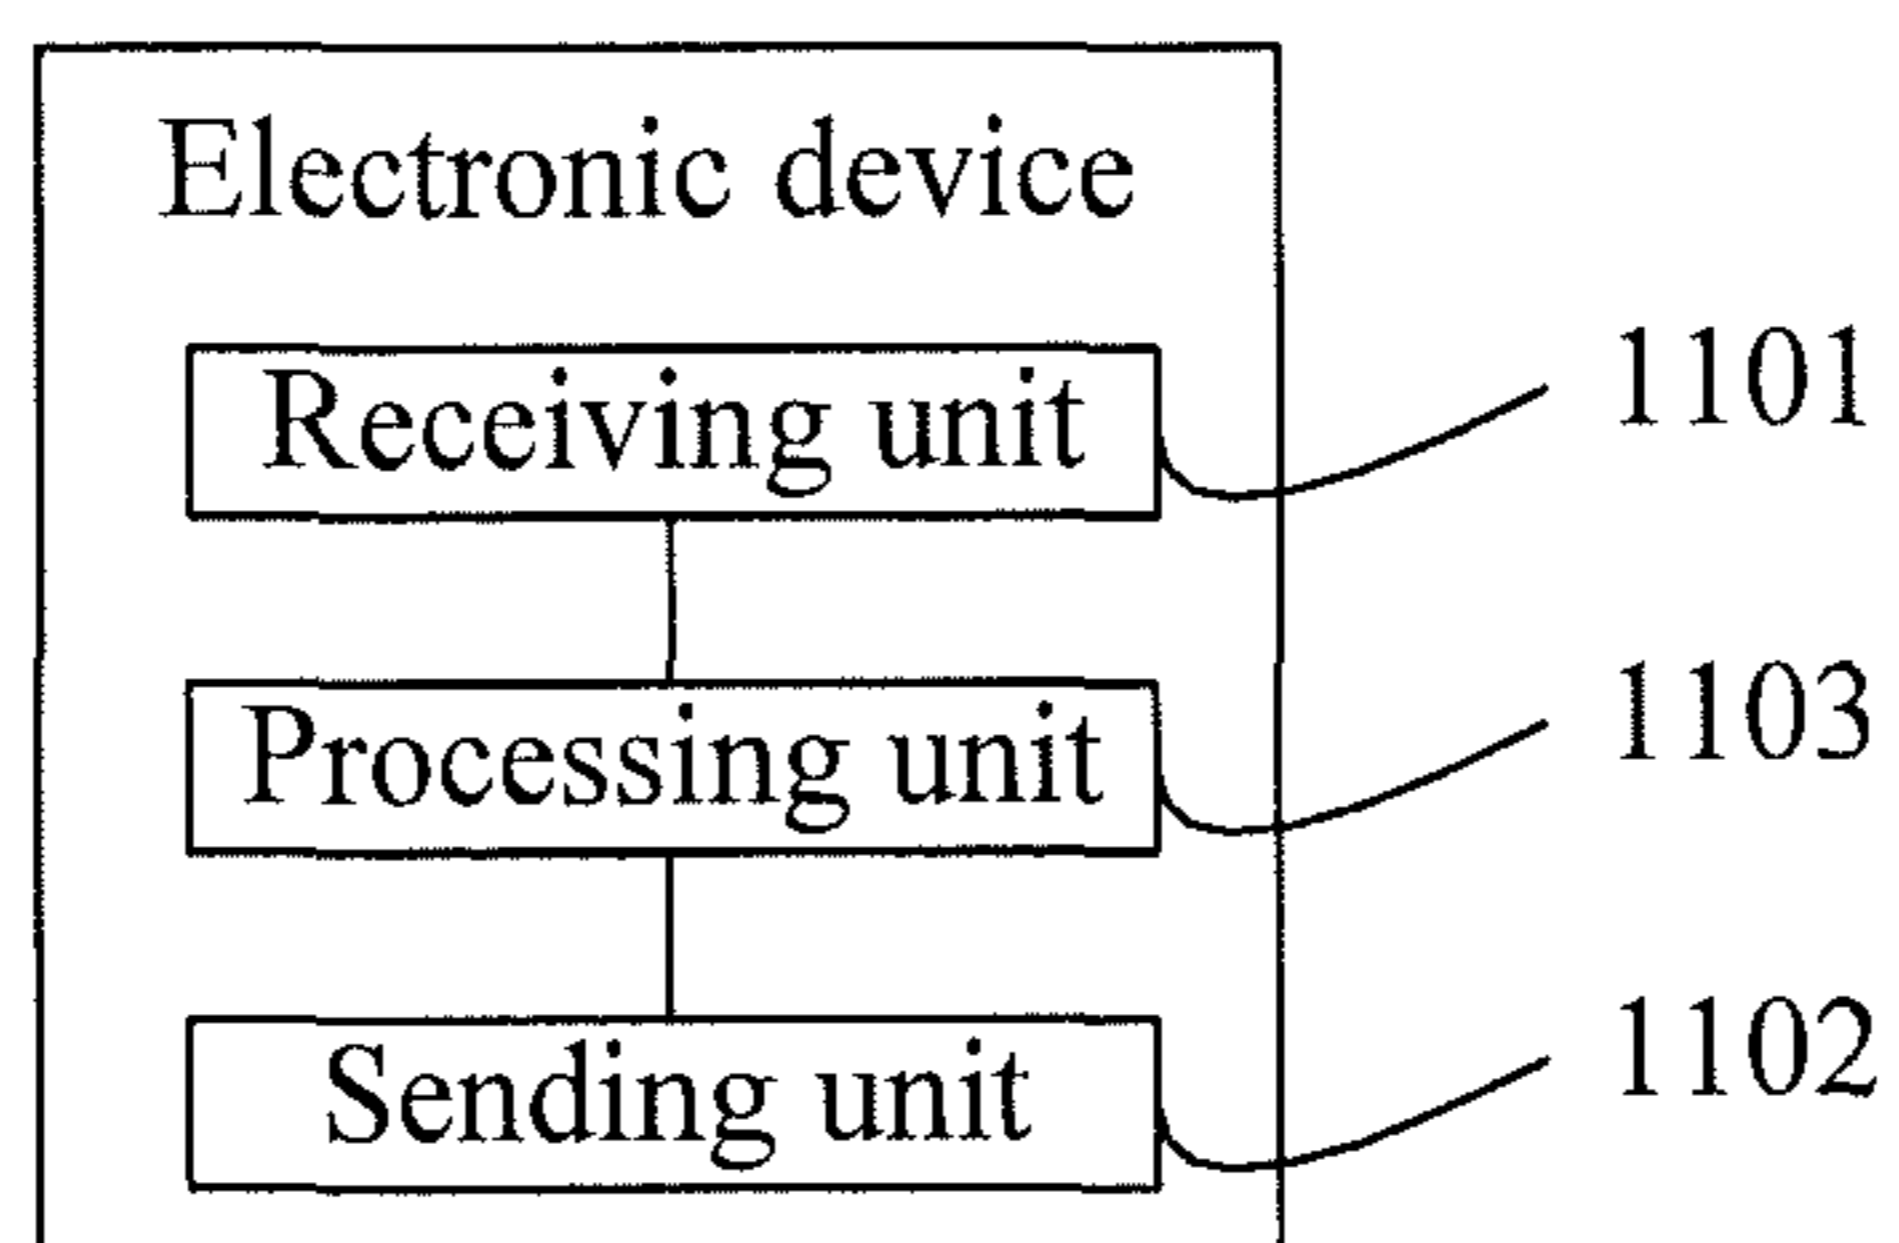 Electronic device
Receiving unit
1101
Processing unit
1103
Sending unit
1102